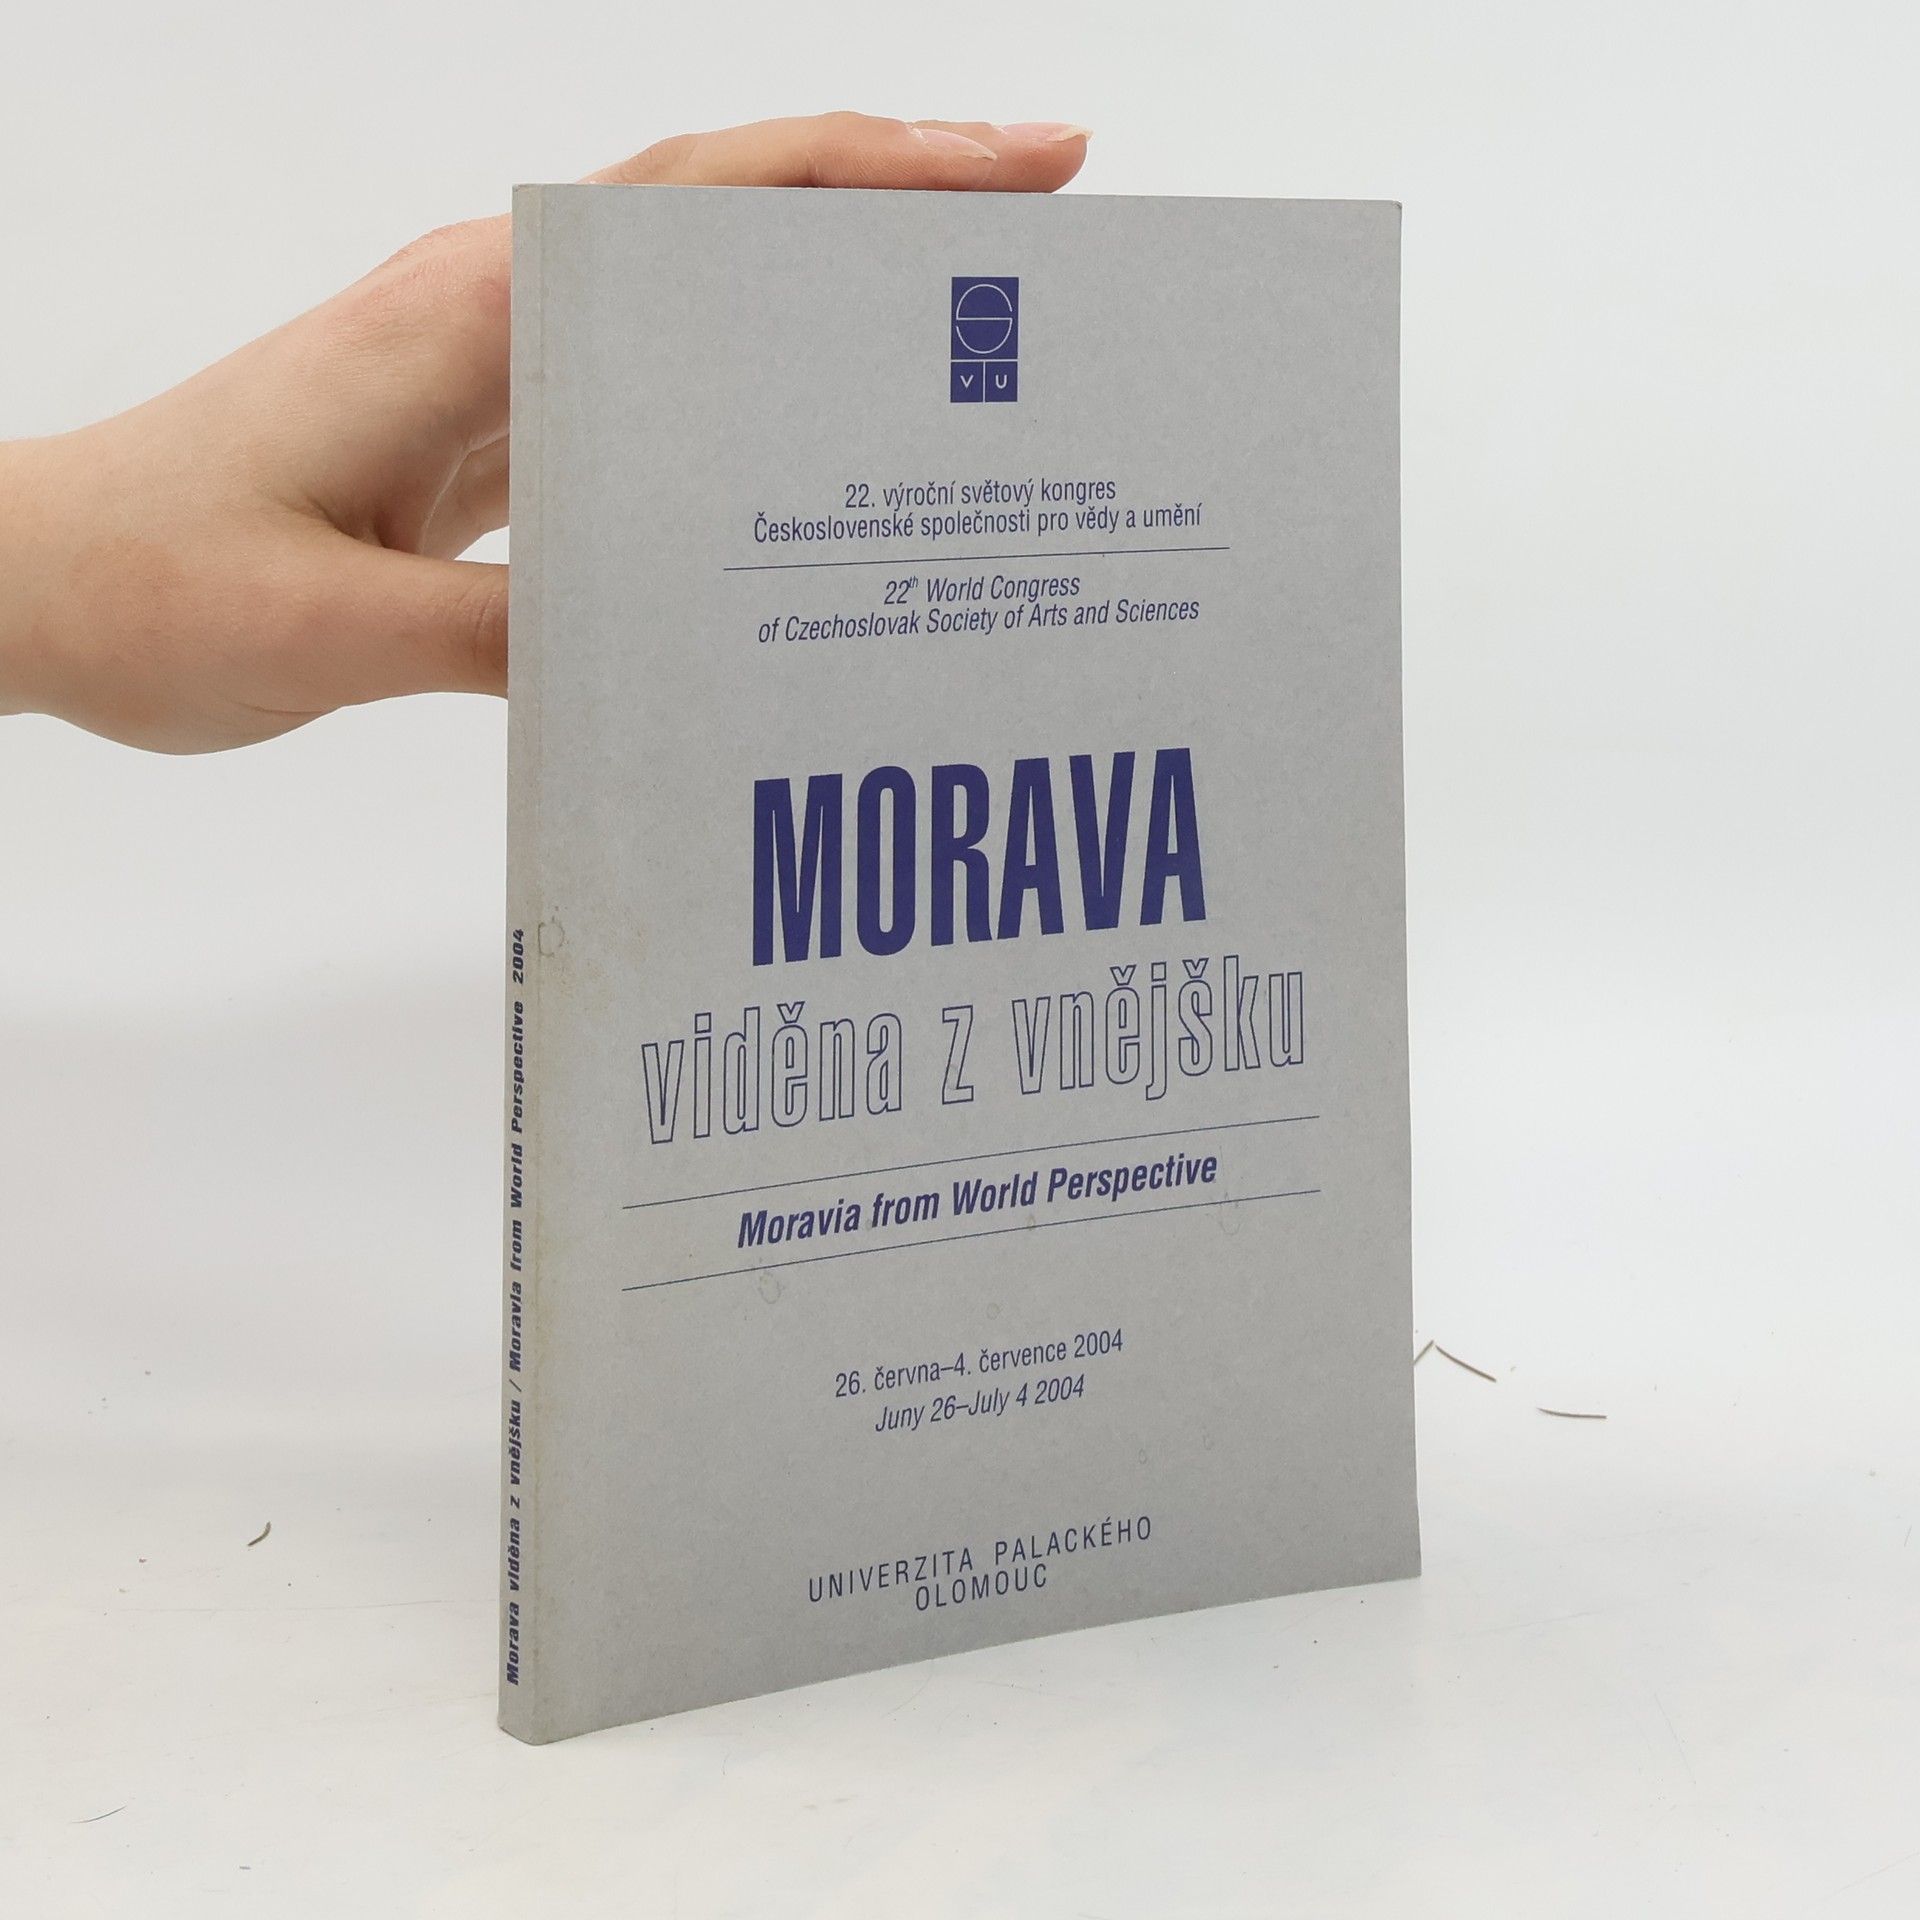 S
V U
22. výroční světový kongres
Československé společnosti pro vědy a umění
22th World Congress
of Czechoslovak Society of Arts and Sciences
MORAVA
viděna z vnějšku
Moravia from World Perspective
26. června–4. července 2004
Juny 26–July 4 2004
UNIVERZITA PALACKÉHO
OLOMOUC
Morava viděna z vnějšku / Moravia from World Perspective 2004